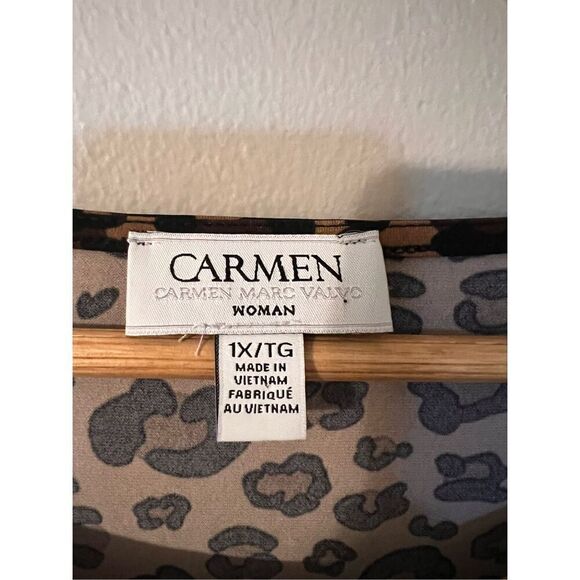 CARMEN
CARMEN MARC VALVO
WOMAN
1X/TG
MADE IN
VIETNAM
FABRIQUÉ
AU VIETNAM